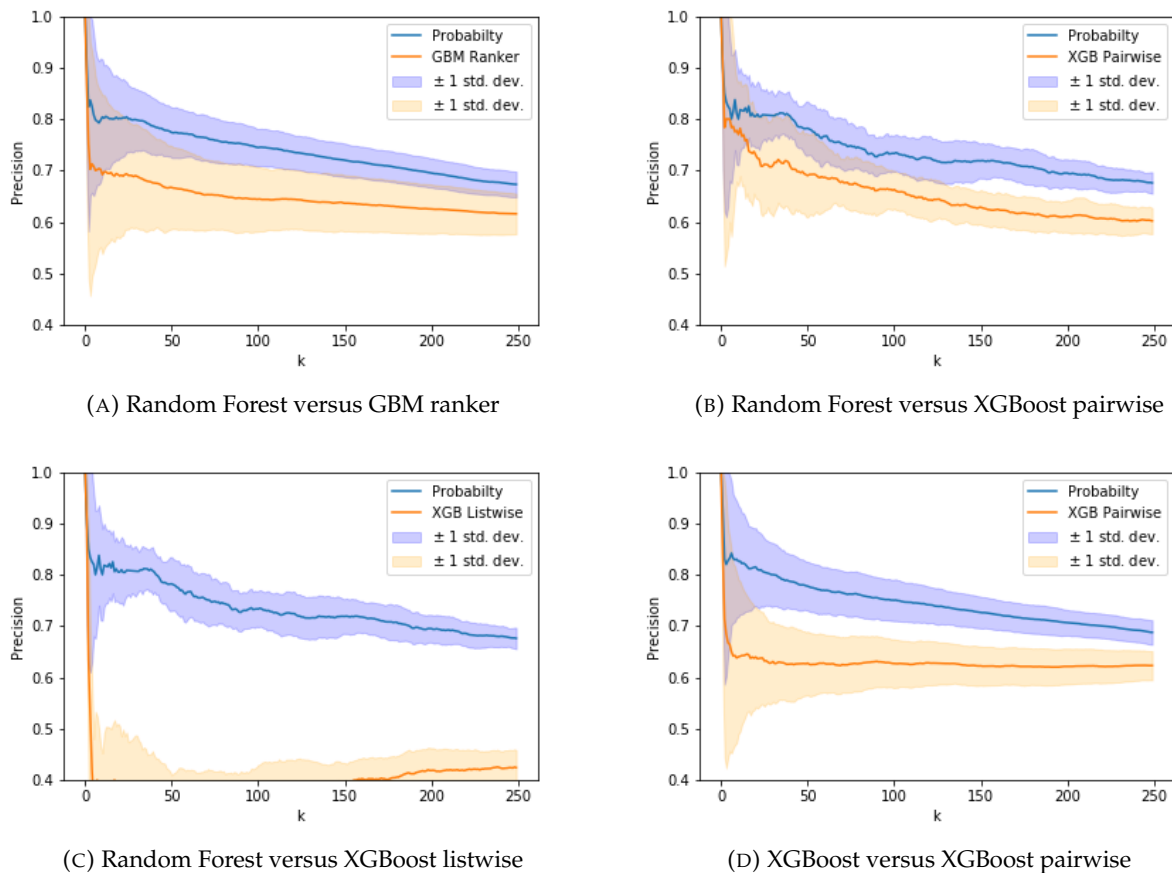 1.0
0.9
0.8
0.7
0.6
0.5
0.4
Precision
0 50 100 150 200 250
k
Probabilty
GBM Ranker
± 1 std. dev.
± 1 std. dev.
(A) Random Forest versus GBM ranker
1.0
0.9
0.8
0.7
0.6
0.5
0.4
Precision
0 50 100 150 200 250
k
Probabilty
XGB Pairwise
± 1 std. dev.
± 1 std. dev.
(B) Random Forest versus XGBoost pairwise
1.0
0.9
0.8
0.7
0.6
0.5
0.4
Precision
0 50 100 150 200 250
k
Probabilty
XGB Listwise
± 1 std. dev.
± 1 std. dev.
(C) Random Forest versus XGBoost listwise
1.0
0.9
0.8
0.7
0.6
0.5
0.4
Precision
0 50 100 150 200 250
k
Probabilty
XGB Pairwise
± 1 std. dev.
± 1 std. dev.
(D) XGBoost versus XGBoost pairwise